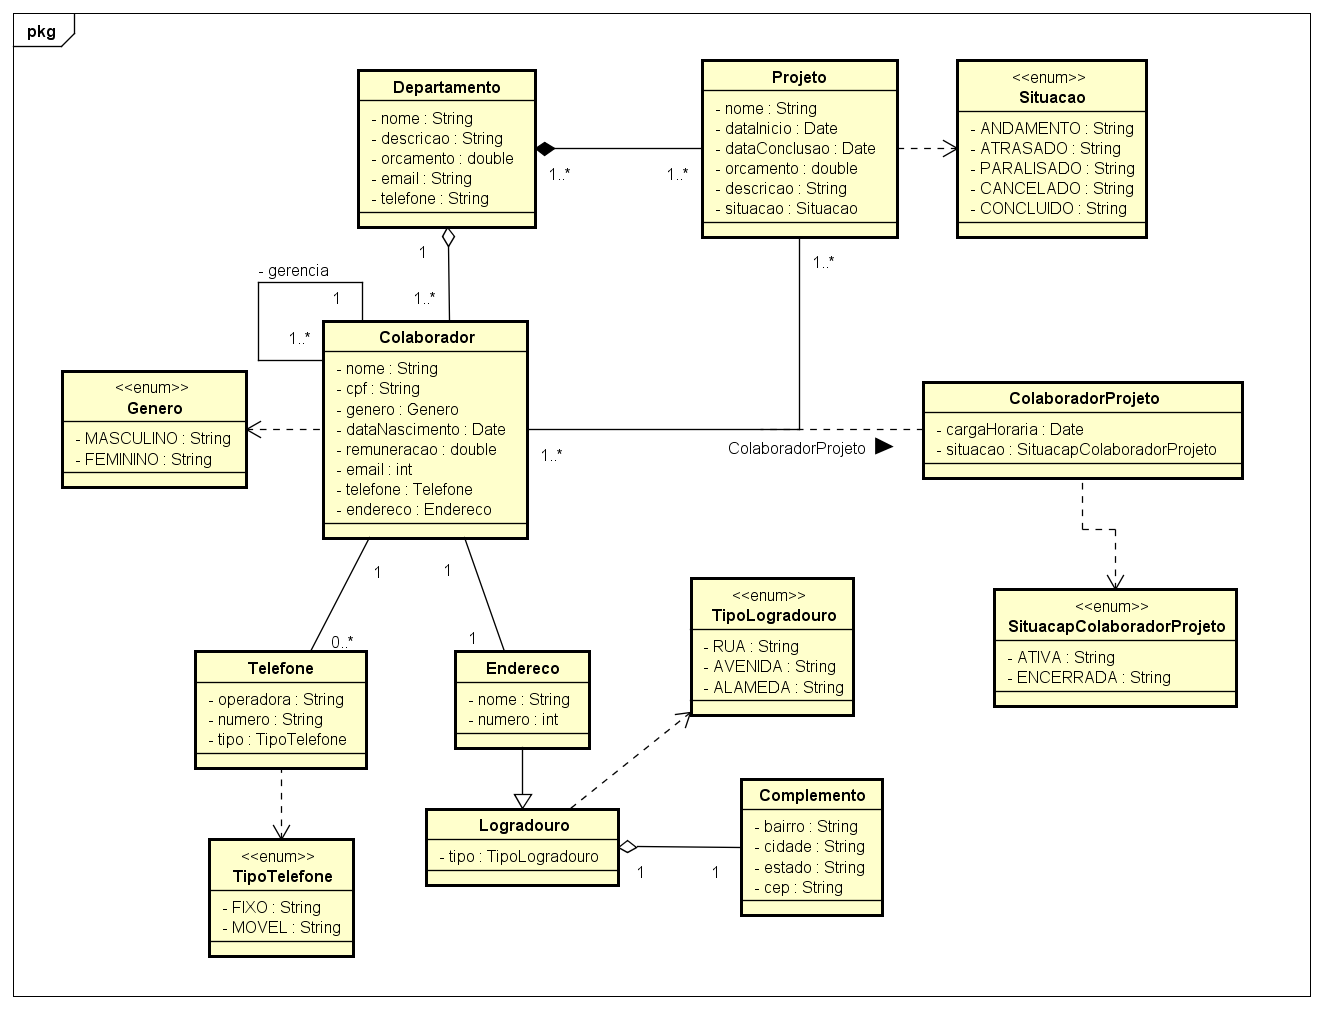 pkg
Departamento
- nome : String
- descricao : String
- orcamento : double
- email : String
- telefone : String
1..*
1..*
Projeto
- nome : String
- dataInicio : Date
- dataConclusao : Date
- orcamento : double
- descricao : String
- situacao : Situacao
<<enum>>
Situacao
- ANDAMENTO : String
- ATRASADO : String
- PARALISADO : String
- CANCELADO : String
- CONCLUIDO : String
1
1..*
1..*
- gerencia
1
1..*
Colaborador
- nome : String
- cpf : String
- genero : Genero
- dataNascimento : Date
- remuneracao : double
- email : int
- telefone : Telefone
- endereco : Endereco
<<enum>>
Genero
- MASCULINO : String
- FEMININO : String
1..*
ColaboradorProjeto
ColaboradorProjeto
- cargaHoraria : Date
- situacao : SituacapColaboradorProjeto
1
1
0..*
1
<<enum>>
TipoLogradouro
- RUA : String
- AVENIDA : String
- ALAMEDA : String
<<enum>>
SituacapColaboradorProjeto
- ATIVA : String
- ENCERRADA : String
Telefone
- operadora : String
- numero : String
- tipo : TipoTelefone
Endereco
- nome : String
- numero : int
Logradouro
- tipo : TipoLogradouro
1
1
Complemento
- bairro : String
- cidade : String
- estado : String
- cep : String
<<enum>>
TipoTelefone
- FIXO : String
- MOVEL : String